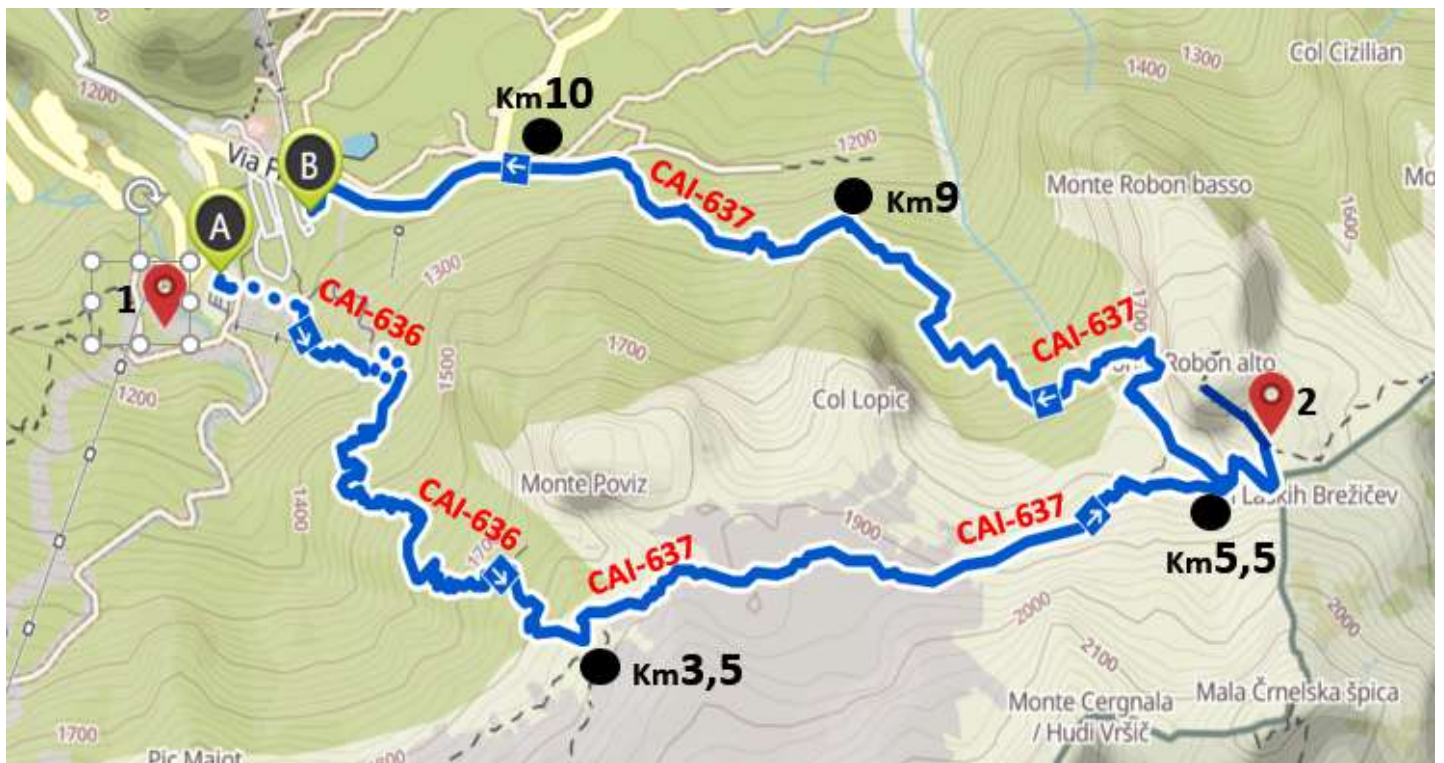 1200
Col Cizilian
1300
1400
Km10
1200
Via F
B
Monte Robon basso
Mo
CAI-637
Km9
1600
A
1300
1
CAI-636
1700
CAI-637
1700
1500
Robon alto
1200
Col Lopic
2
Monte Poviz
1400
CAI-636
Laških Brežičev
1900
CAI-637
CAI-637
Km5,5
2000
2000
Km3,5
2100
Monte Cergnala
/ Hudi Vršič
Mala Črnelska špica
1700
Pic Majot
1800